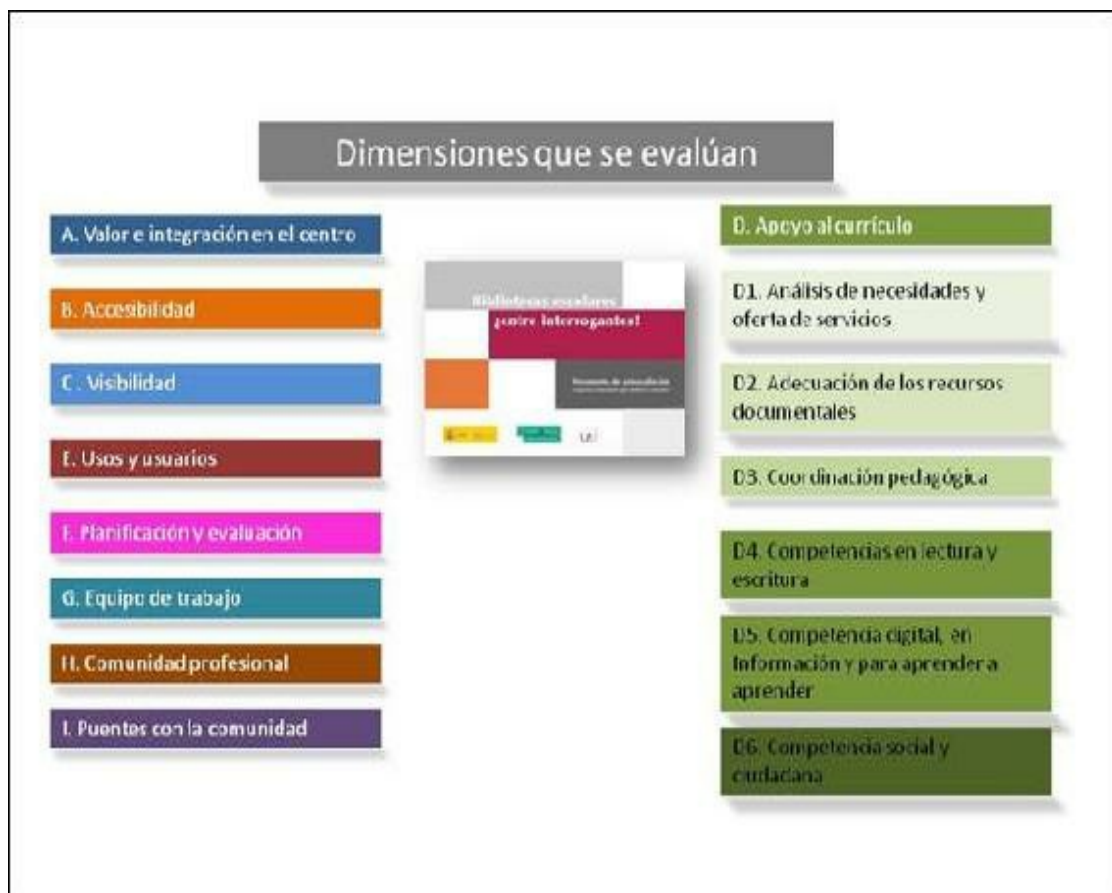 Dimensiones que se evalúan
A. Valor e integración en el centro
B. Accesibilidad
C. Visibilidad
E. Usos y usuarios
F. Planificación y evaluación
G. Equipo de trabajo
H. Comunidad profesional
I. Puentes con la comunidad
Bibliotecas escolares
¿entre interrogantes?
D. Apoyo al currículo
D1. Análisis de necesidades y
oferta de servicios
D2. Adecuación de los recursos
documentales
D3. Coordinación pedagógica
D4. Competencias en lectura y
escritura
D5. Competencia digital, en
Información y para aprender a
aprender
D6. Competencia social y
ciudadana